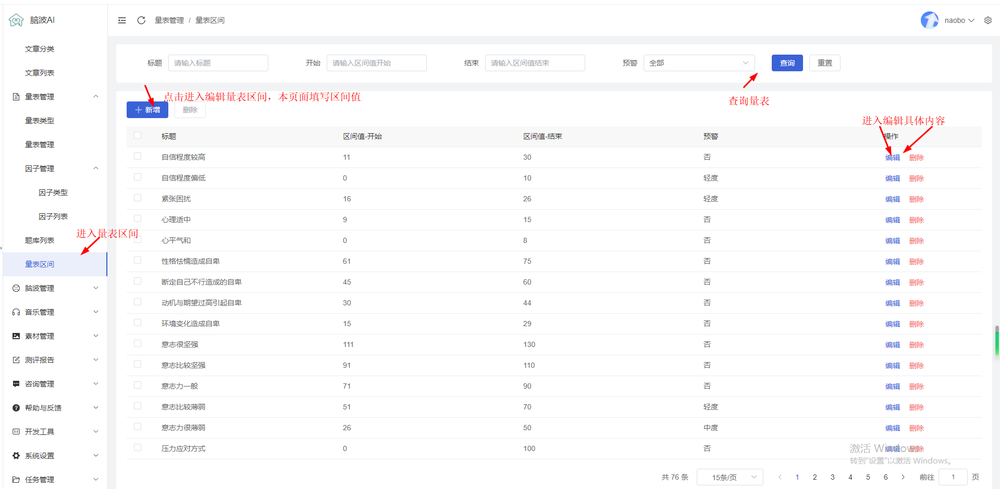 脑波AI
量表管理 / 量表区间
naobo
文章分类
文章列表
量表管理
量表类型
量表管理
因子管理
因子类型
因子列表
题库列表
进入量表区间
量表区间
脑波管理
音乐管理
素材管理
测评报告
咨询管理
帮助与反馈
开发工具
系统设置
任务管理
标题 请输入标题 开始 请输入区间值开始 结束 请输入区间值结束 预警 全部 查询 重置
点击进入编辑量表区间，本页面填写区间值
查询量表
新增 删除
进入编辑具体内容
标题 区间值-开始 区间值-结束 预警 操作
自信程度较高 11 30 否 编辑 删除
自信程度偏低 0 10 轻度 编辑 删除
紧张困扰 16 26 轻度 编辑 删除
心理适中 9 15 否 编辑 删除
心平气和 0 8 否 编辑 删除
性格怯懦造成自卑 61 75 否 编辑 删除
断定自己不行造成的自卑 45 60 否 编辑 删除
动机与期望过高引起自卑 30 44 否 编辑 删除
环境变化造成自卑 15 29 否 编辑 删除
意志很坚强 111 130 否 编辑 删除
意志比较坚强 91 110 否 编辑 删除
意志力一般 71 90 否 编辑 删除
意志比较薄弱 51 70 轻度 编辑 删除
意志力很薄弱 26 50 中度 编辑 删除
压力应对方式 0 100 否 编辑 删除
激活 Windows
转到“设置”以激活 Windows。
共 76 条 15条/页 1 2 3 4 5 6 前往 1 页